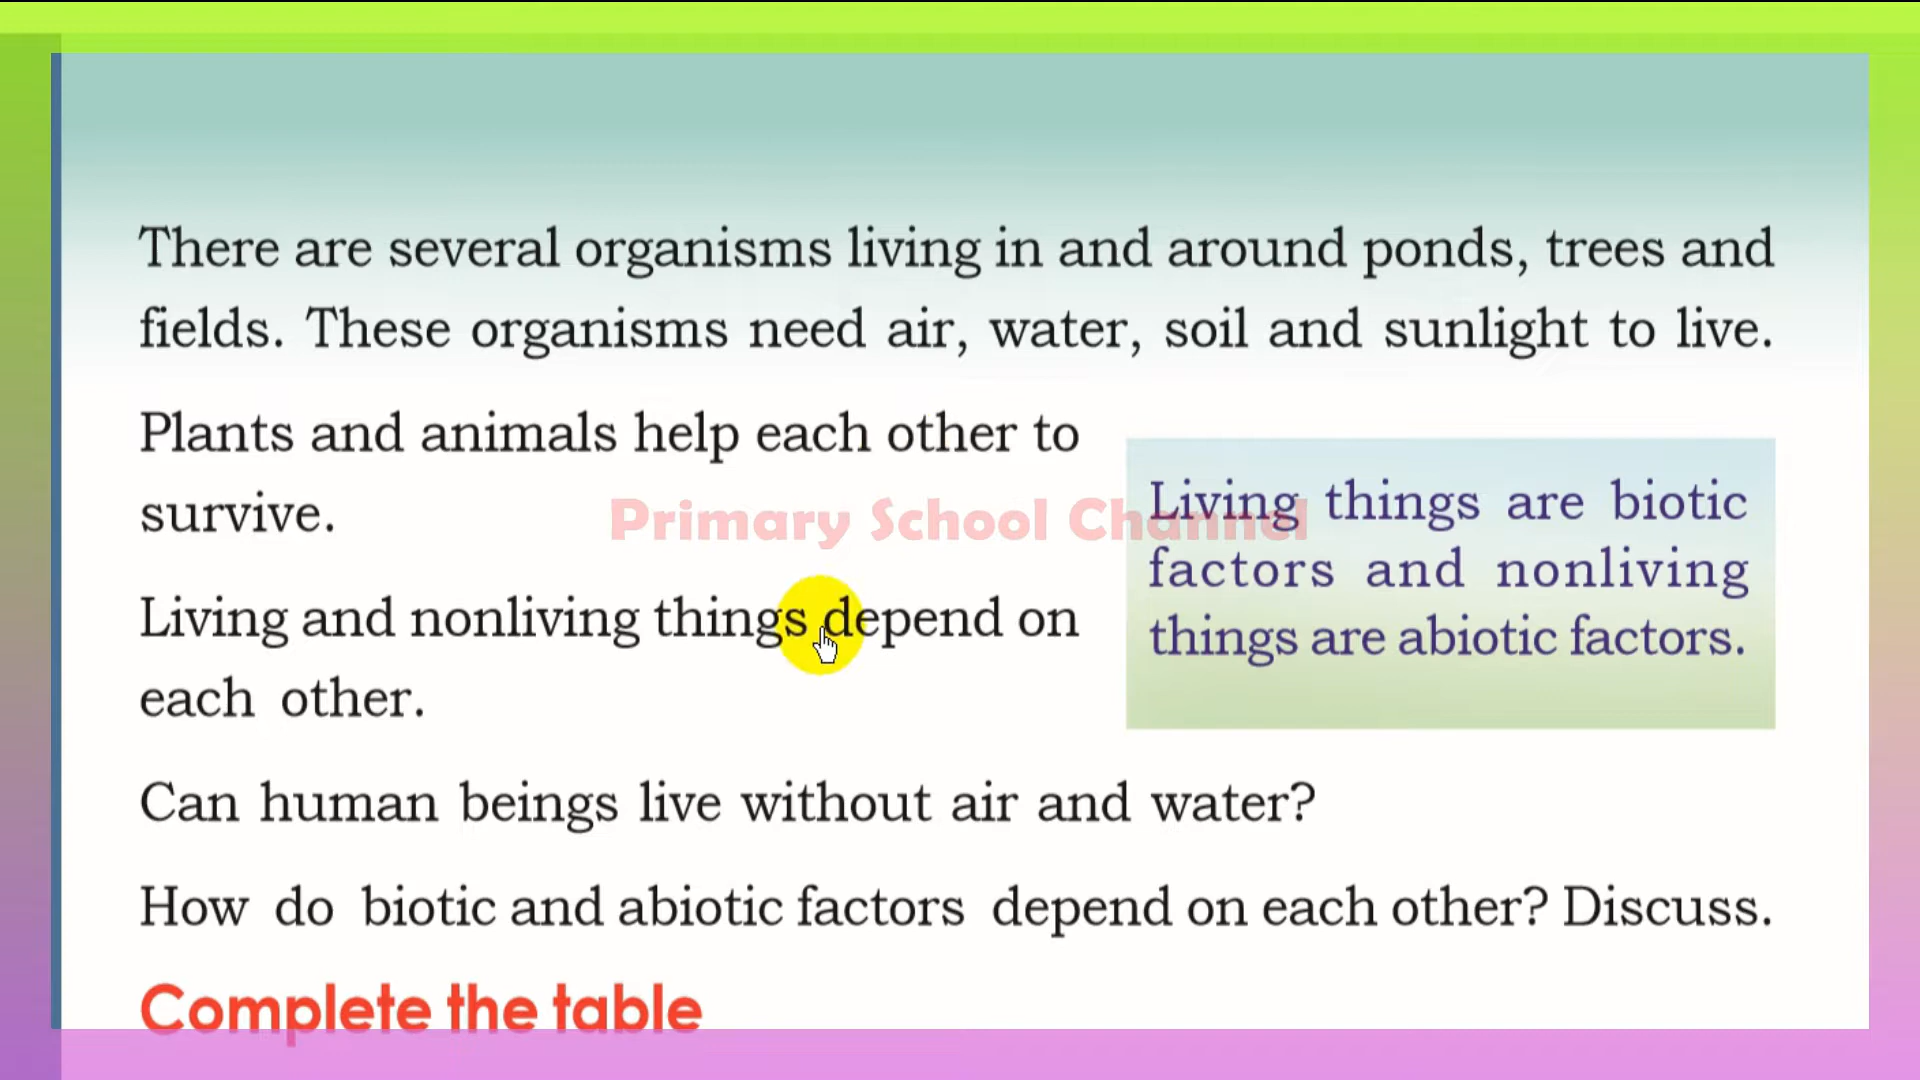 There are several organisms living in and around ponds, trees and
fields. These organisms need air, water, soil and sunlight to live.
Plants and animals help each other to
survive.
Primary School Channel
Living and nonliving things depend on
each other.
Living things are biotic
factors and nonliving
things are abiotic factors.
Can human beings live without air and water?
How do biotic and abiotic factors depend on each other? Discuss.
Complete the table